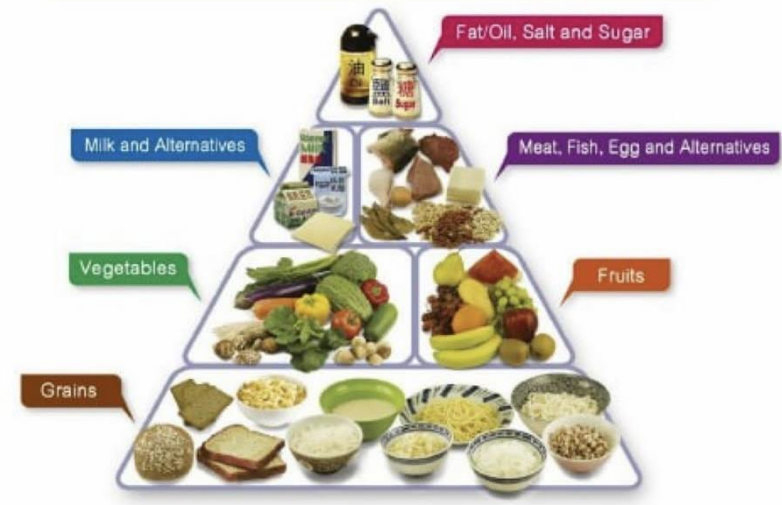 Fat/Oil, Salt and Sugar
油
Salt
糖
Sugar
Milk and Alternatives
Meat, Fish, Egg and Alternatives
Vegetables
Fruits
Grains